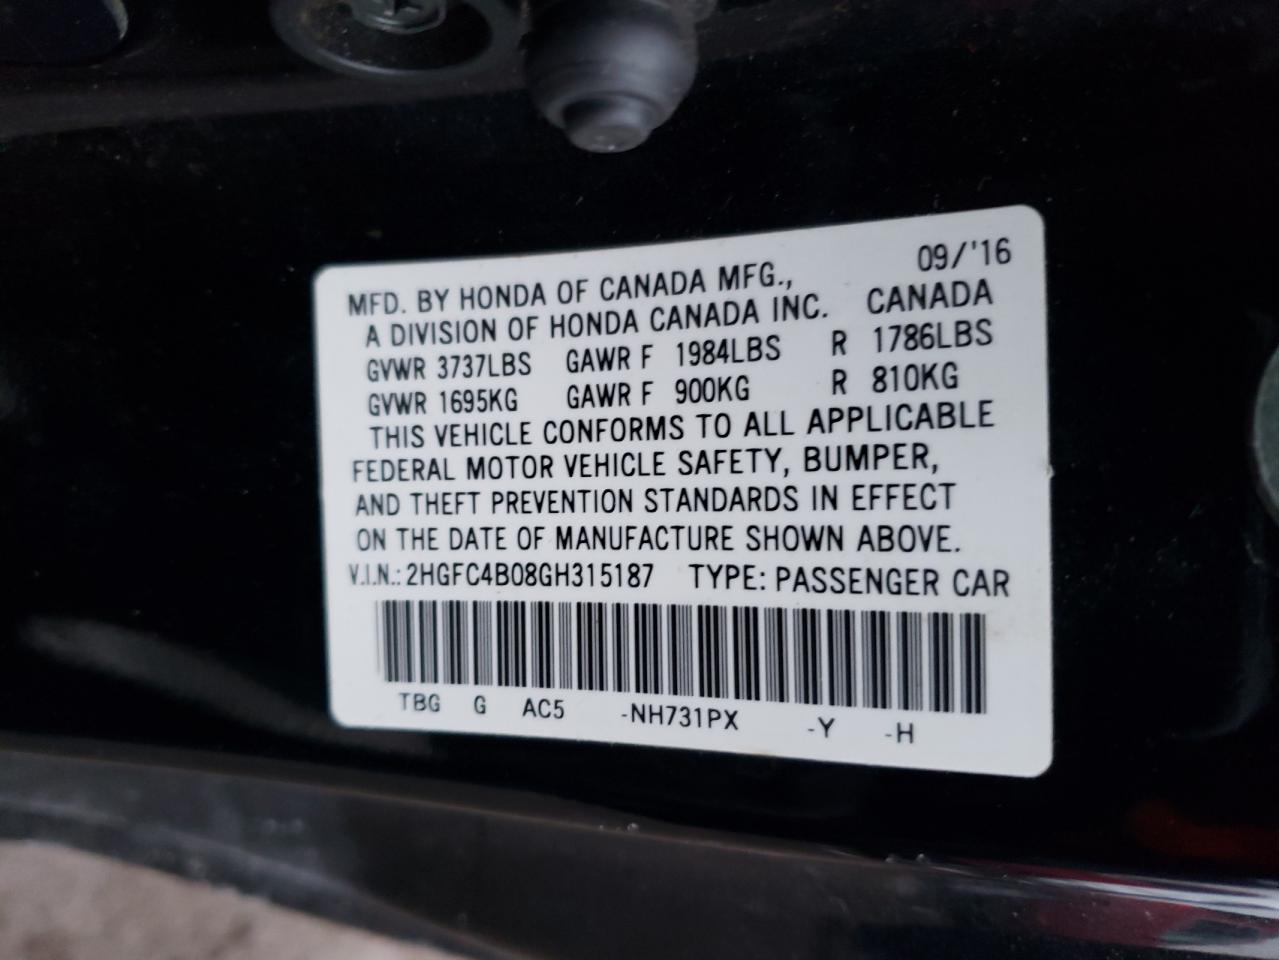 09/'16
MFD. BY HONDA OF CANADA MFG.,
A DIVISION OF HONDA CANADA INC. CANADA
GVWR 3737LBS GAWR F 1984LBS R 1786LBS
GVWR 1695KG GAWR F 900KG R 810KG
THIS VEHICLE CONFORMS TO ALL APPLICABLE
FEDERAL MOTOR VEHICLE SAFETY, BUMPER,
AND THEFT PREVENTION STANDARDS IN EFFECT
ON THE DATE OF MANUFACTURE SHOWN ABOVE.
V.I.N.: 2HGFC4B08GH315187 TYPE: PASSENGER CAR
TBG G AC5 -NH731PX -Y -H